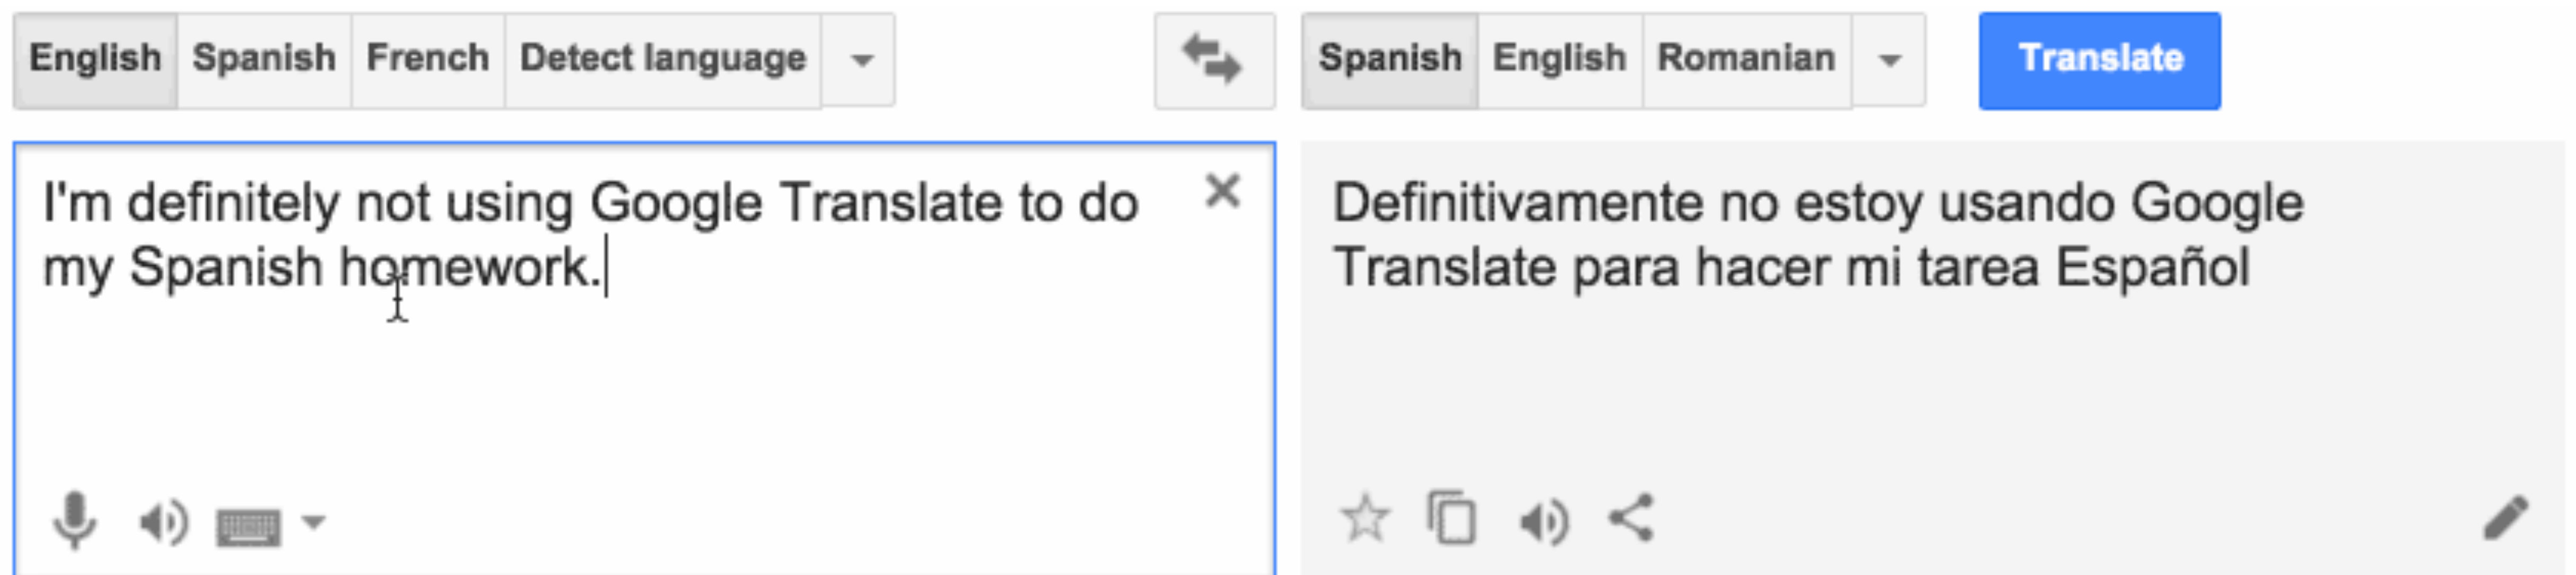 English Spanish French Detect language Spanish English Romanian Translate
I'm definitely not using Google Translate to do
my Spanish homework.
Definitivamente no estoy usando Google
Translate para hacer mi tarea Español